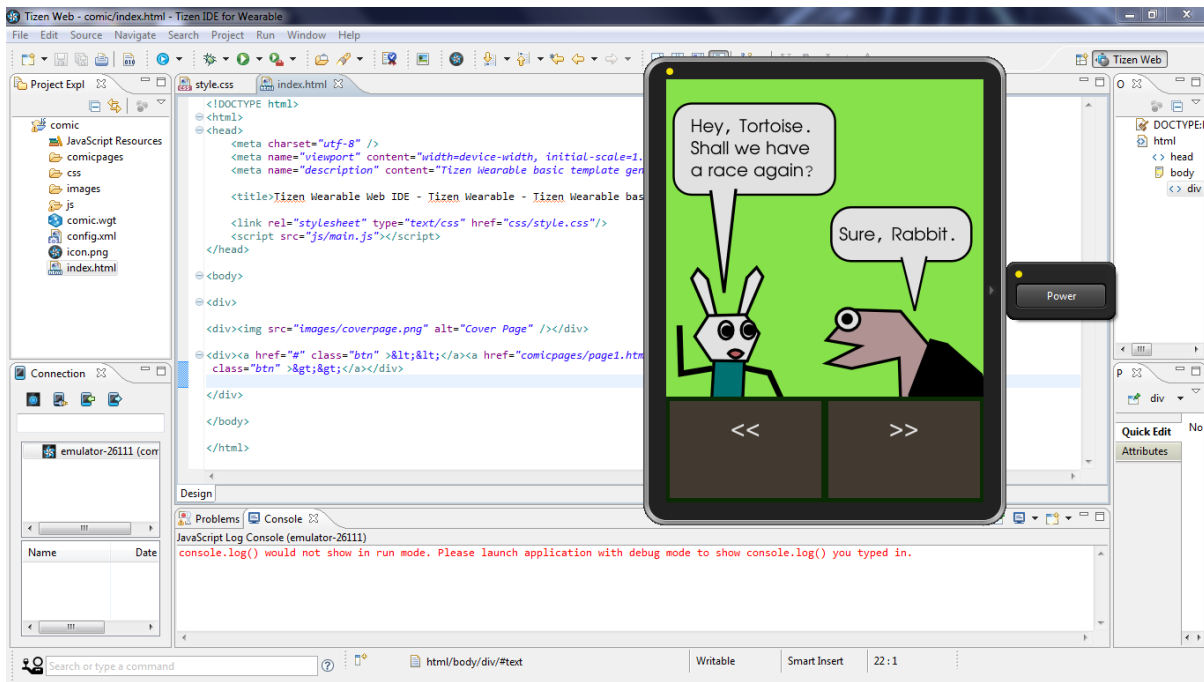 Tizen Web - comic/index.html - Tizen IDE for Wearable
File Edit Source Navigate Search Project Run Window Help
Tizen Web
Project Expl
comic
JavaScript Resources
comicpages
css
images
js
comic.wgt
config.xml
icon.png
index.html
style.css
index.html
<!DOCTYPE html>
<html>
<head>
<meta charset="utf-8" />
<meta name="viewport" content="width=device-width, initial-scale=1.
<meta name="description" content="Tizen Wearable basic template gen
<title>Tizen Wearable Web IDE - Tizen Wearable - Tizen Wearable bas
<link rel="stylesheet" type="text/css" href="css/style.css"/>
<script src="js/main.js"></script>
</head>
<body>
<div>
<div><img src="images/coverpage.png" alt="Cover Page" /></div>
<div><a href="#" class="btn" >&lt;&lt;</a><a href="comicpages/page1.htm
class="btn" >&gt;&gt;</a></div>
</div>
</body>
</html>
Design
Hey, Tortoise.
Shall we have
a race again?
Sure, Rabbit.
<<
>>
Power
O
DOCTYPE:
html
<> head
body
<> div
P
div
Quick Edit
No
Attributes
Connection
emulator-26111 (com
Name Date
Problems Console
JavaScript Log Console (emulator-26111)
console.log() would not show in run mode. Please launch application with debug mode to show console.log() you typed in.
Search or type a command
html/body/div/#text
Writable
Smart Insert
22 : 1